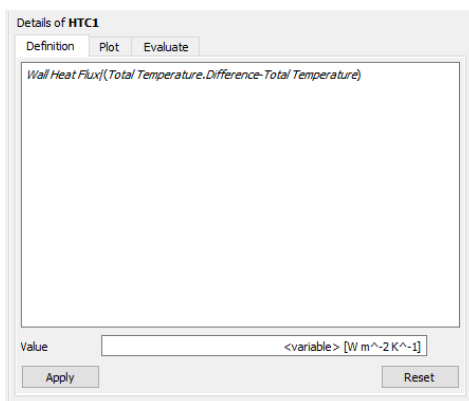 Details of HTC1
Definition Plot Evaluate
Wall Heat Flux/(Total Temperature.Difference-Total Temperature)
Value <variable> [W m^-2 K^-1]
Apply Reset